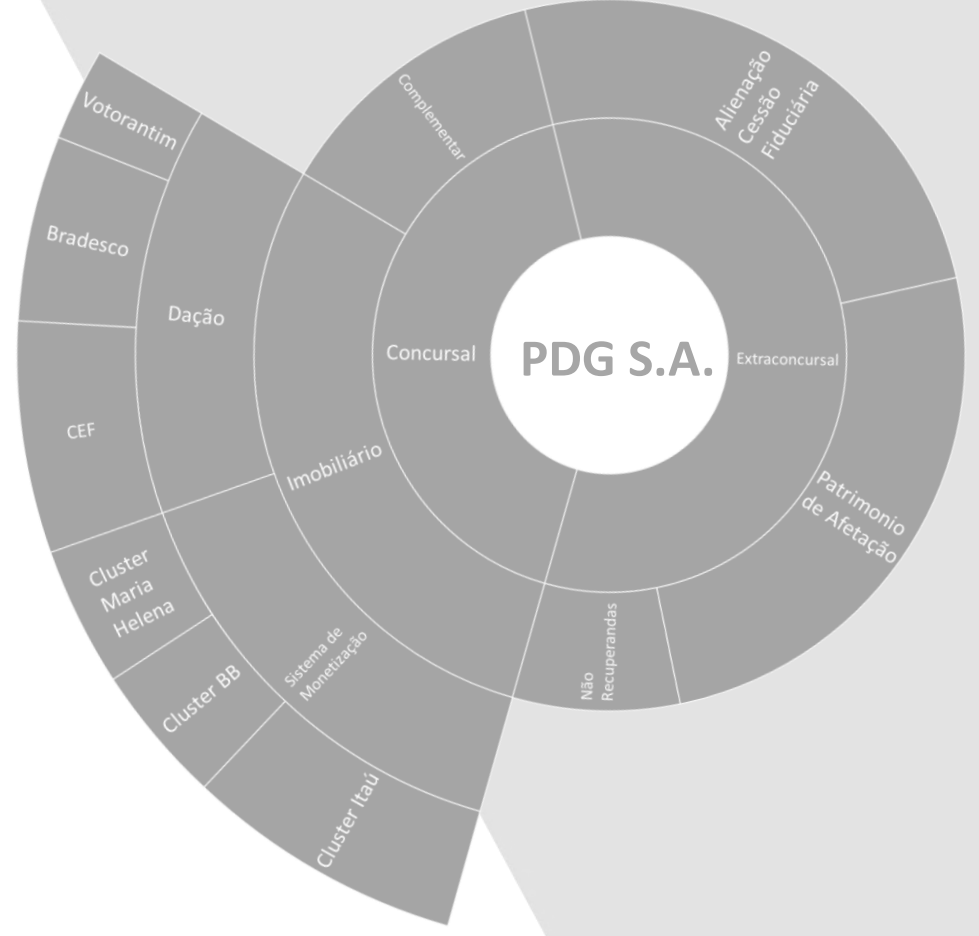 PDG S.A.
Concursal
Extraconcursal
Complementar
Imobiliário
Alienação
Cessão
Fiduciária
Patrimonio
de Afetação
Não
Recuperandas
Dação
Sistema de
Monetização
Votorantim
Bradesco
CEF
Cluster
Maria
Helena
Cluster BB
Cluster Itaú